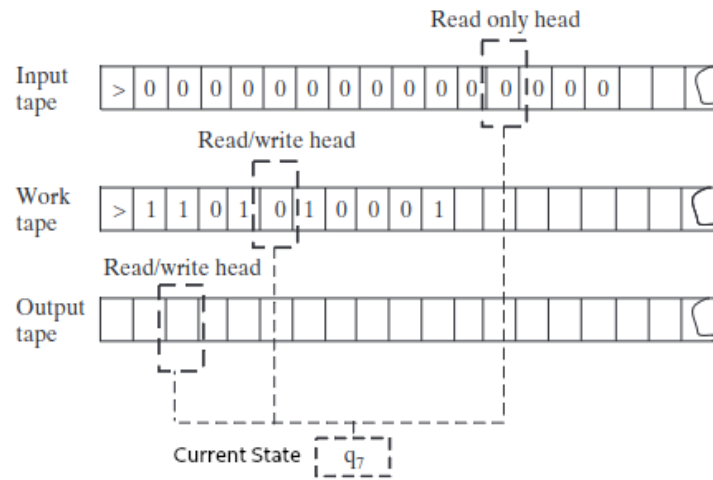 Read only head
Input tape
> 0 0 0 0 0 0 0 0 0 0 0 0 0 0
Read/write head
Work tape
> 1 1 0 1 0 1 0 0 0 1
Read/write head
Output tape
Current State q7